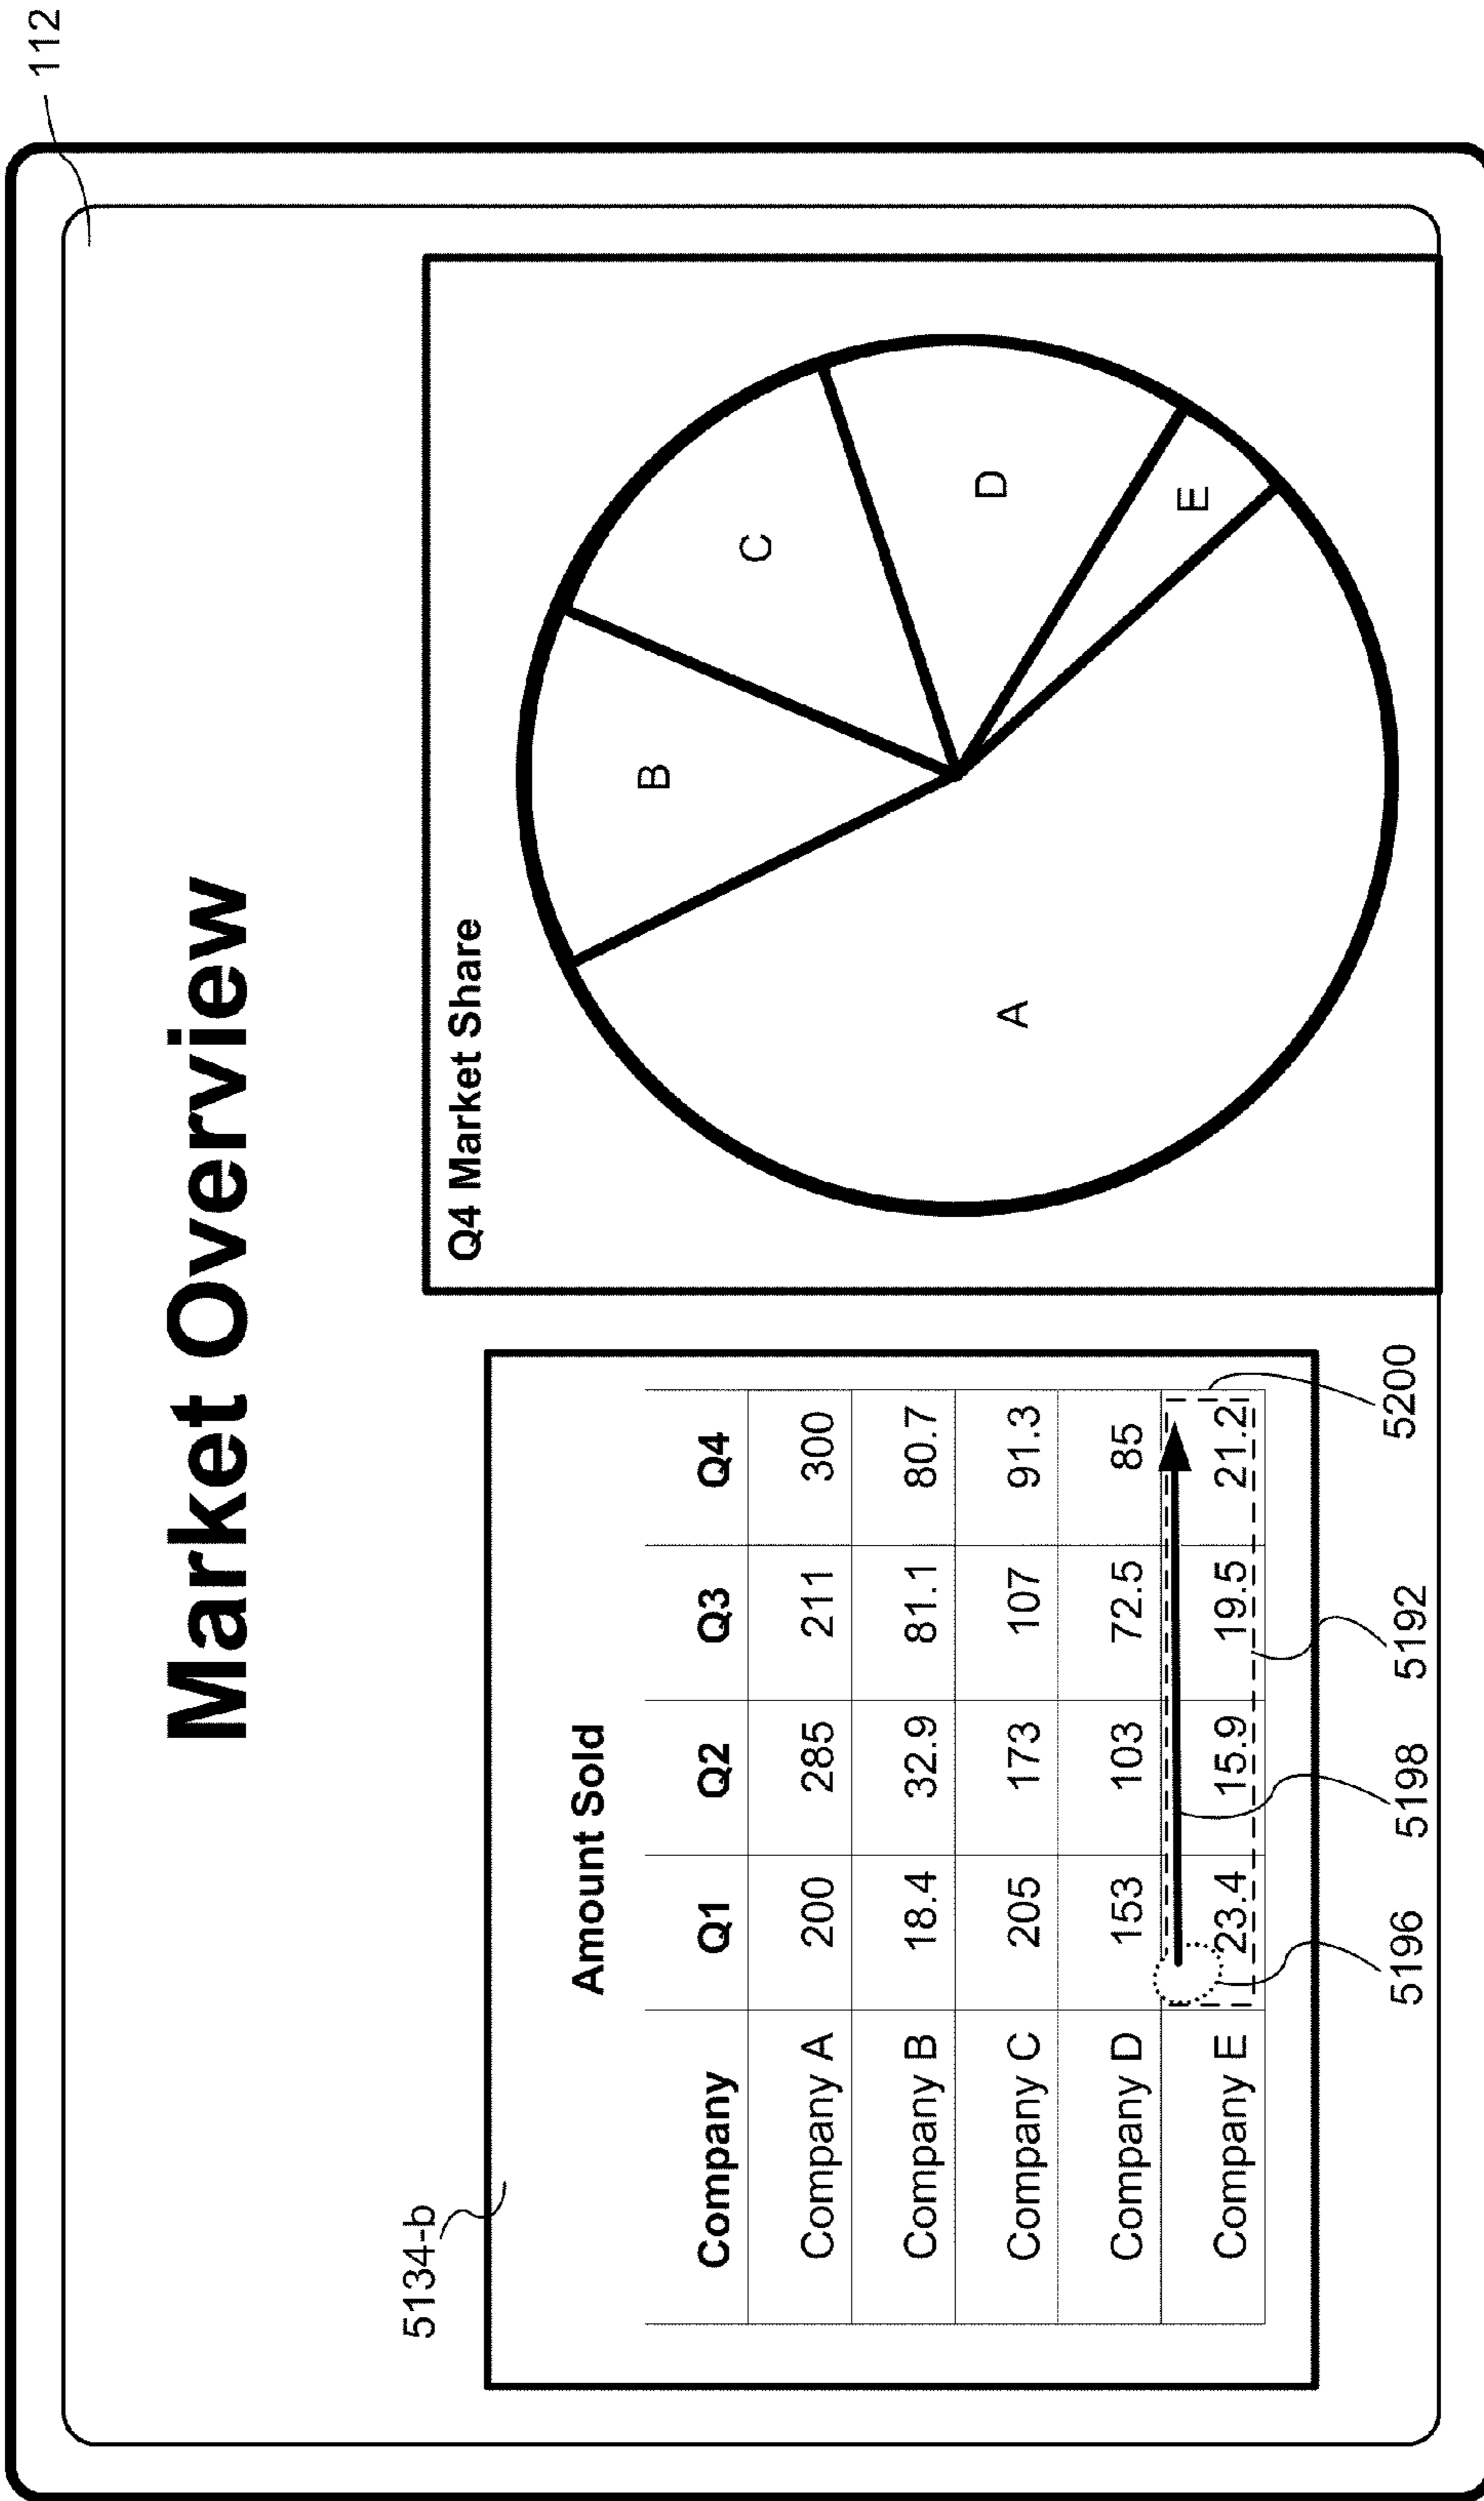 112
Market Overview
5134-b
Amount Sold
Company Q1 Q2 Q3 Q4
Company A 200 285 211 300
Company B 18.4 32.9 81.1 80.7
Company C 205 173 107 91.3
Company D 153 103 72.5 85
Company E 23.4 15.9 19.5 21.2
5196 5198 5192 5200
Q4 Market Share
B
C
A
D
E